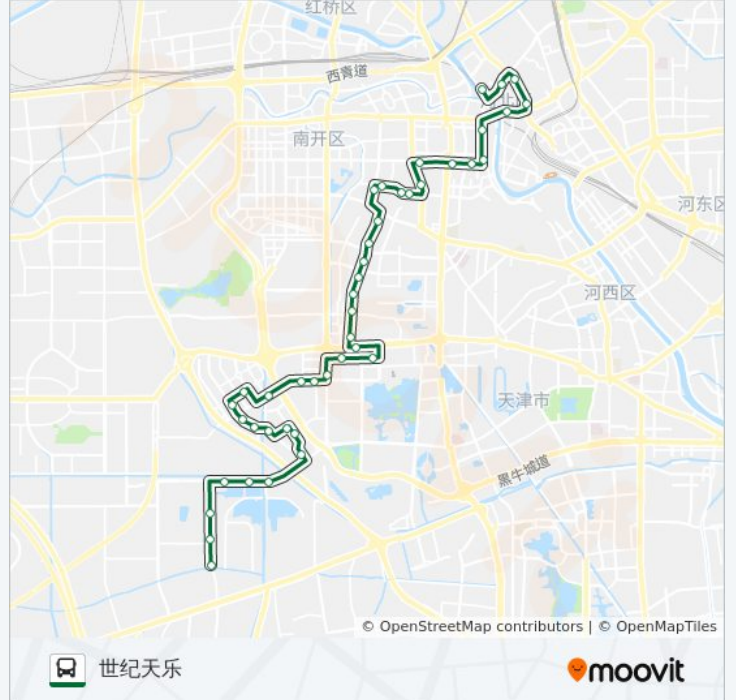 红桥区
西青道
南开区
河东区
河西区
天津市
黑牛城道
© OpenStreetMap contributors | © OpenMapTiles
世纪天乐
moovit